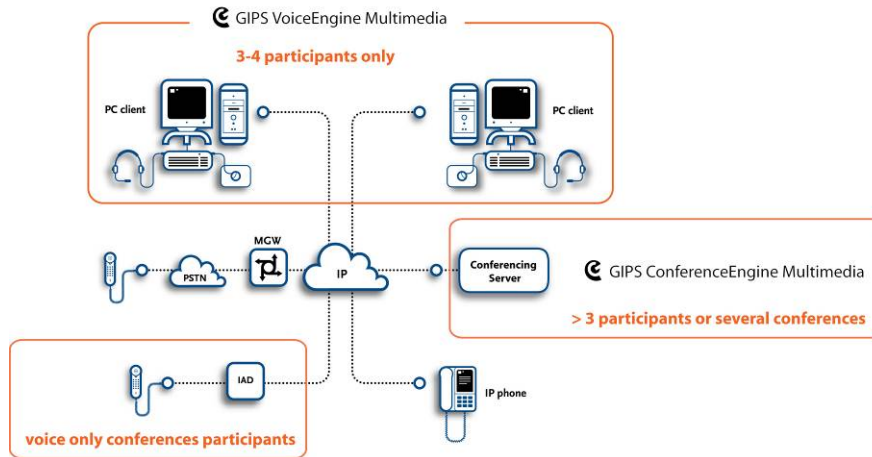 GIPS VoiceEngine Multimedia
3-4 participants only
PC client
PC client
MGW
PSTN
IP
Conferencing
Server
GIPS ConferenceEngine Multimedia
> 3 participants or several conferences
IAD
IP phone
voice only conferences participants